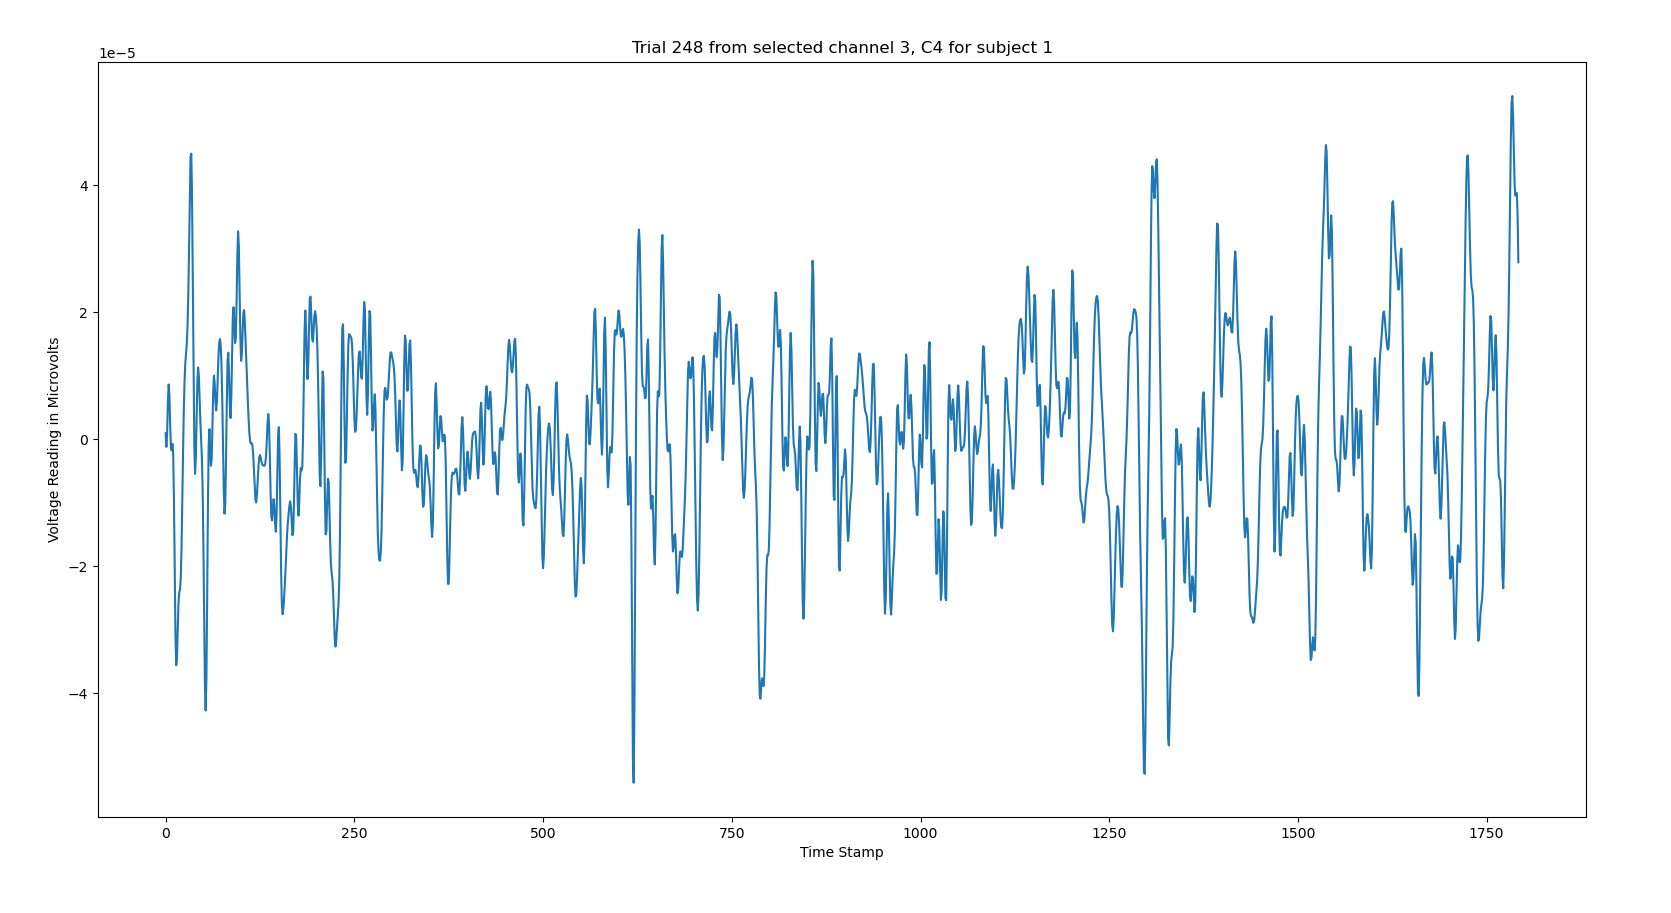 Trial 248 from selected channel 3, C4 for subject 1
1e−5
Voltage Reading in Microvolts
4
2
0
−2
−4
0 250 500 750 1000 1250 1500 1750
Time Stamp